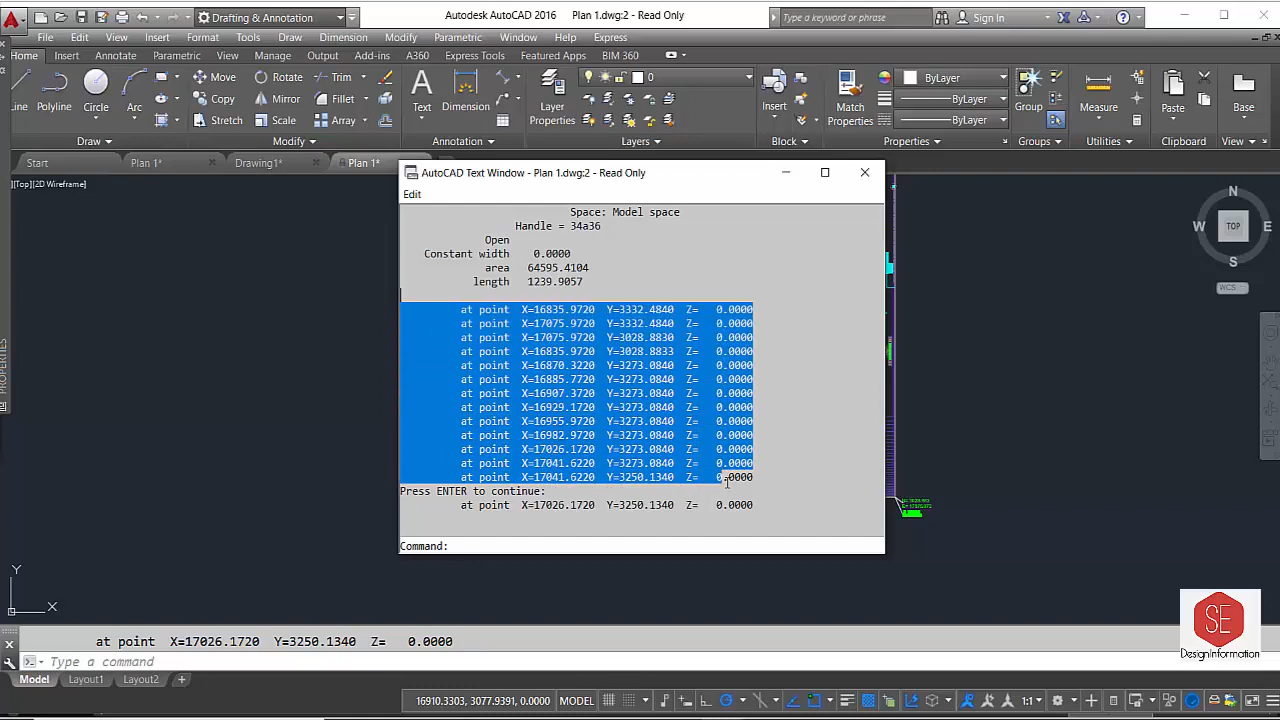 Drafting & Annotation
Autodesk AutoCAD 2016 Plan 1.dwg:2 - Read Only
Type a keyword or phrase
Sign In
File Edit View Insert Format Tools Draw Dimension Modify Parametric Window Help Express
Home Insert Annotate Parametric View Manage Output Add-ins A360 Express Tools Featured Apps BIM 360
Move Rotate Trim
0
ByLayer
Line Polyline Circle Arc
Copy Mirror Fillet
Text Dimension
Layer Properties
Insert
Match Properties
ByLayer
Group Measure Paste Base
Stretch Scale Array
ByLayer
Draw Modify Annotation Layers Block Properties Groups Utilities Clipboard View
Start Plan 1* Drawing1* Plan 1*
[Top][2D Wireframe]
AutoCAD Text Window - Plan 1.dwg:2 - Read Only
Edit
Space: Model space
Handle = 34a36
Open
Constant width 0.0000
area 64595.4104
length 1239.9057
at point X=16835.9720 Y=3332.4840 Z= 0.0000
at point X=17075.9720 Y=3332.4840 Z= 0.0000
at point X=17075.9720 Y=3028.8830 Z= 0.0000
at point X=16835.9720 Y=3028.8833 Z= 0.0000
at point X=16870.3220 Y=3273.0840 Z= 0.0000
at point X=16885.7720 Y=3273.0840 Z= 0.0000
at point X=16907.3720 Y=3273.0840 Z= 0.0000
at point X=16929.1720 Y=3273.0840 Z= 0.0000
at point X=16955.9720 Y=3273.0840 Z= 0.0000
at point X=16982.9720 Y=3273.0840 Z= 0.0000
at point X=17026.1720 Y=3273.0840 Z= 0.0000
at point X=17041.6220 Y=3273.0840 Z= 0.0000
at point X=17041.6220 Y=3250.1340 Z= 0.0000
Press ENTER to continue:
at point X=17026.1720 Y=3250.1340 Z= 0.0000
Command:
N
W TOP E
S
WCS
Y
X
SE
DesignInformation
at point X=17026.1720 Y=3250.1340 Z= 0.0000
Type a command
Model Layout1 Layout2 +
16910.3303, 3077.9391, 0.0000 MODEL
1:1